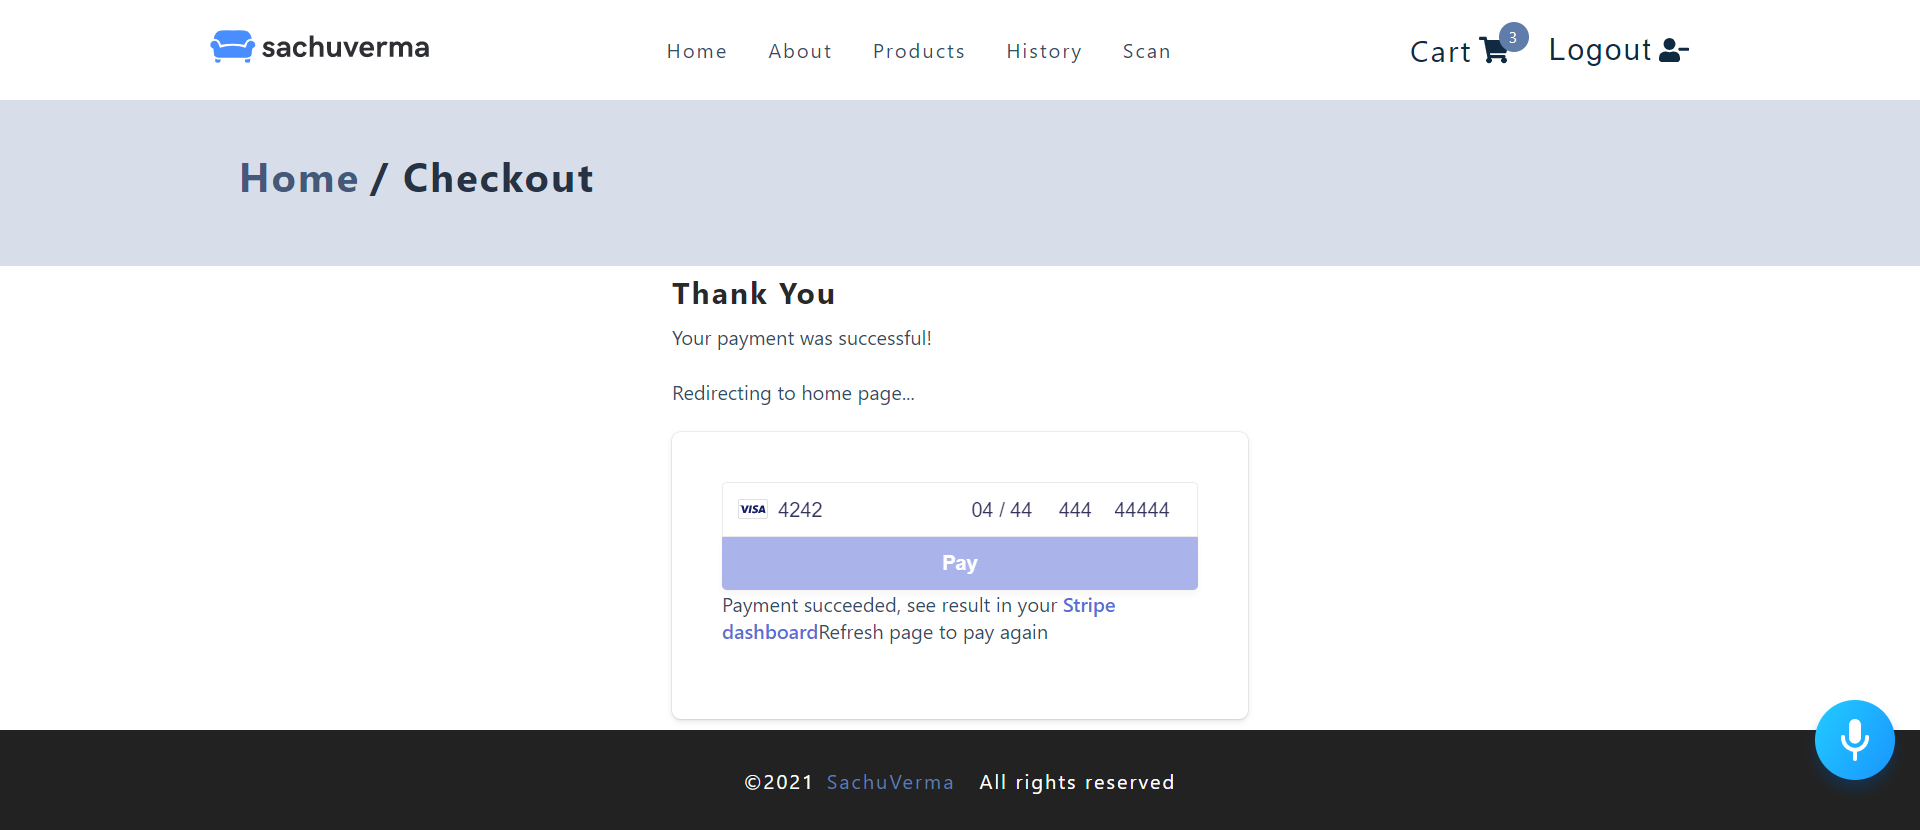 sachuverma
Home About Products History Scan
Cart 3 Logout
Home / Checkout
Thank You
Your payment was successful!
Redirecting to home page...
VISA 4242 04 / 44 444 44444
Pay
Payment succeeded, see result in your Stripe
dashboardRefresh page to pay again
©2021 SachuVerma All rights reserved